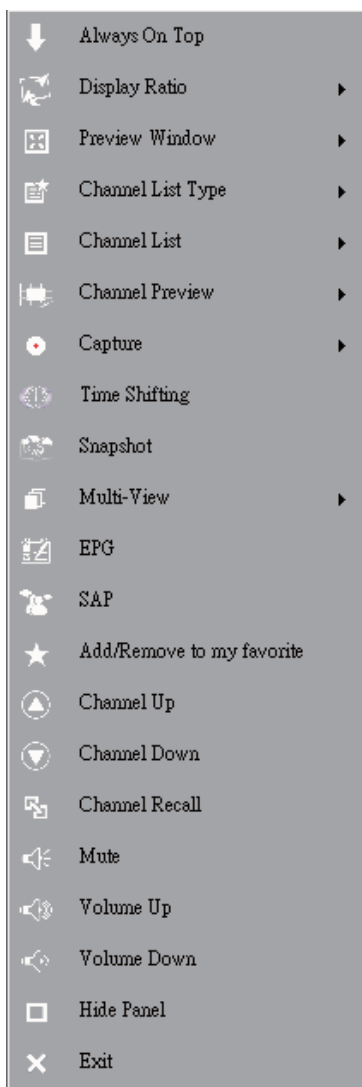 Always On Top
Display Ratio
Preview Window
Channel List Type
Channel List
Channel Preview
Capture
Time Shifting
Snapshot
Multi-View
EPG
SAP
Add/Remove to my favorite
Channel Up
Channel Down
Channel Recall
Mute
Volume Up
Volume Down
Hide Panel
Exit